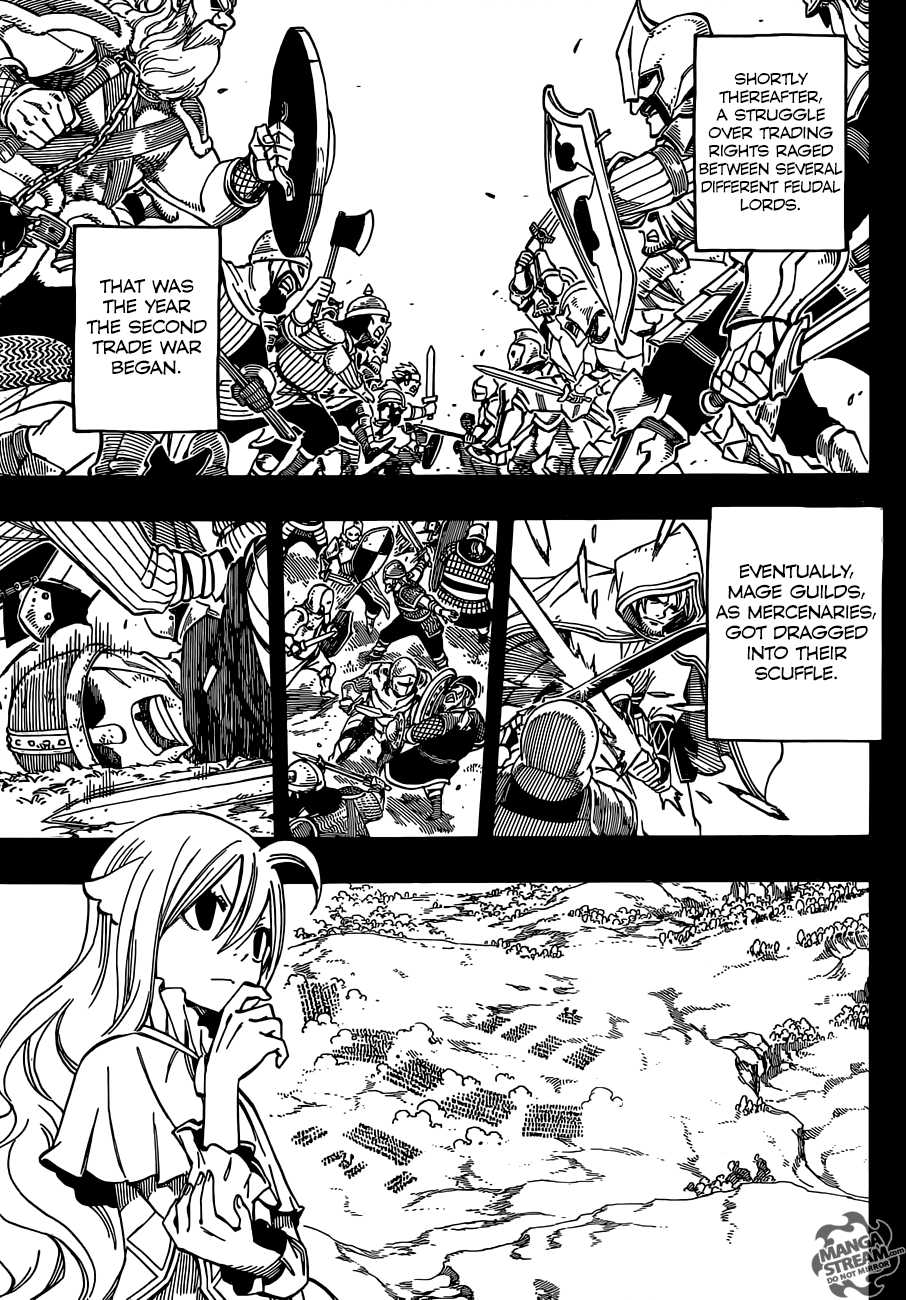 SHORTLY
THEREAFTER,
A STRUGGLE
OVER TRADING
RIGHTS RAGED
BETWEEN SEVERAL
DIFFERENT FEUDAL
LORDS.
THAT WAS
THE YEAR
THE SECOND
TRADE WAR
BEGAN.
EVENTUALLY,
MAGE GUILDS,
AS MERCENARIES,
GOT DRAGGED
INTO THEIR
SCUFFLE.
MANGA
STREAM.com
DO NOT MIRROR!